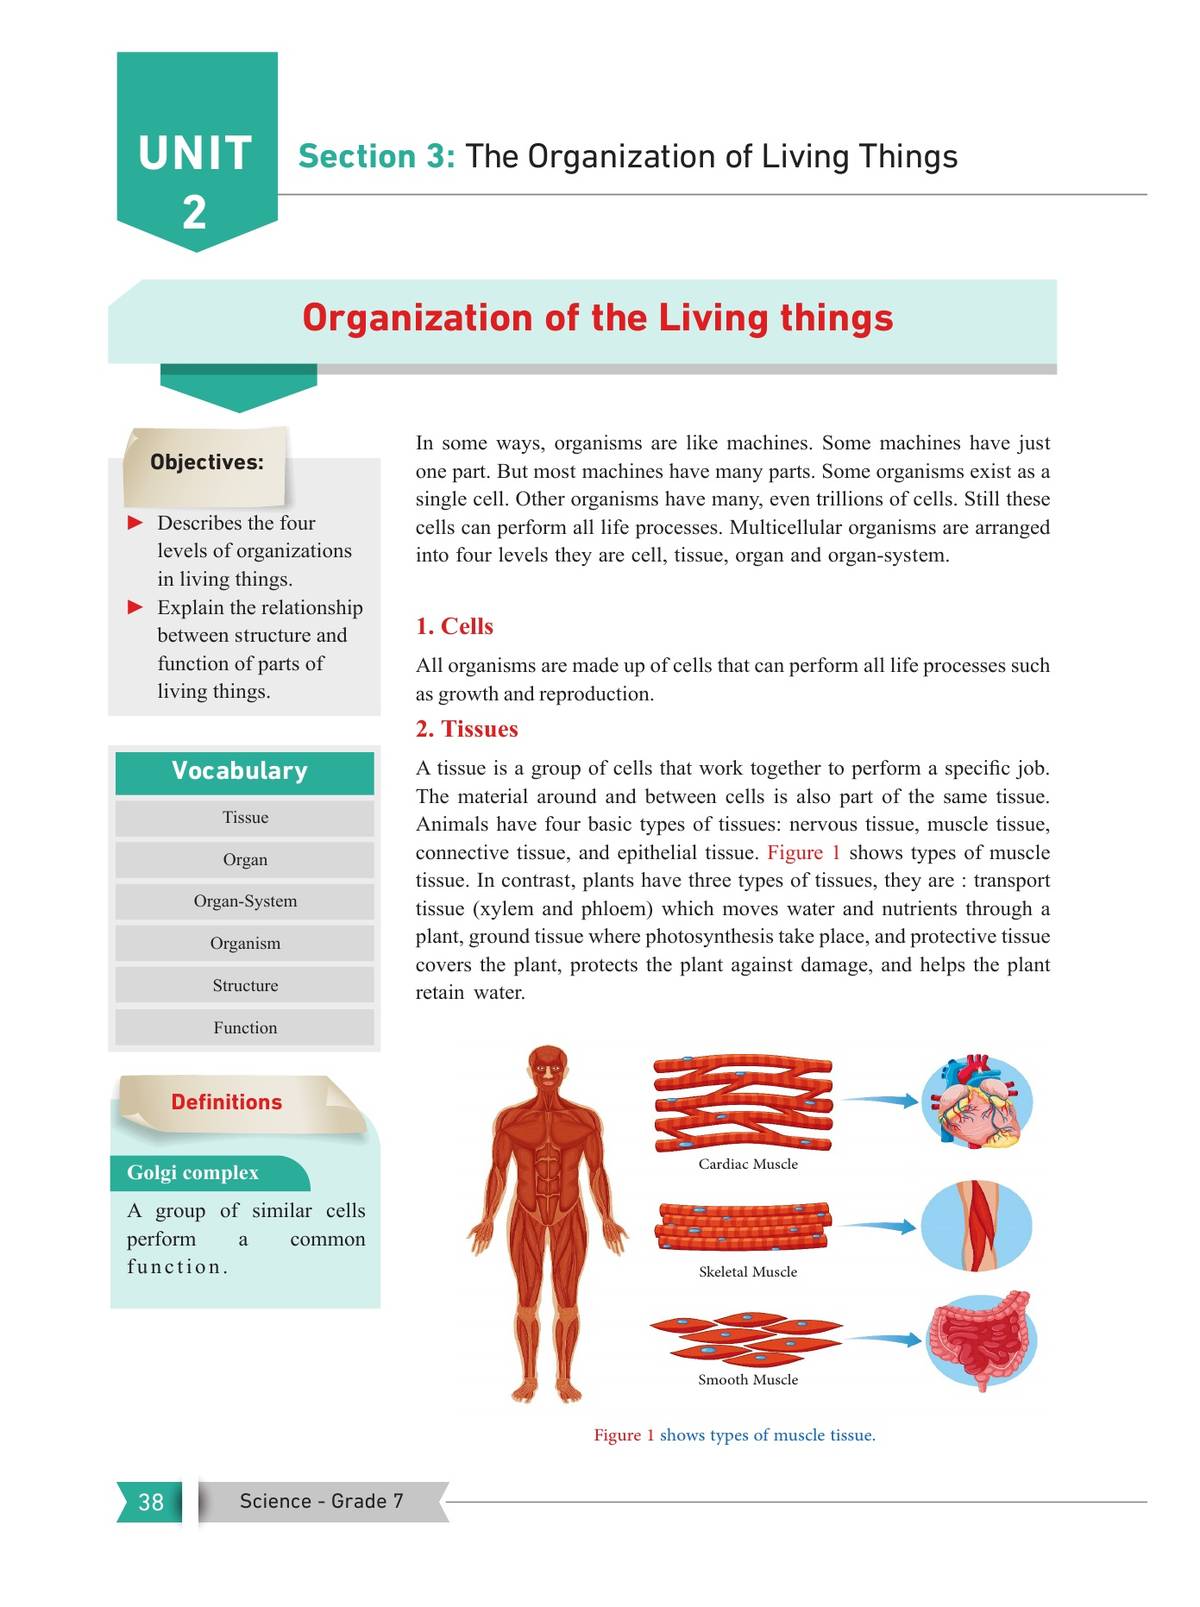 UNIT
2
Section 3: The Organization of Living Things
Organization of the Living things
Objectives:
► Describes the four
levels of organizations
in living things.
► Explain the relationship
between structure and
function of parts of
living things.
Vocabulary
Tissue
Organ
Organ-System
Organism
Structure
Function
Definitions
Golgi complex
A group of similar cells
perform a common
function.
In some ways, organisms are like machines. Some machines have just
one part. But most machines have many parts. Some organisms exist as a
single cell. Other organisms have many, even trillions of cells. Still these
cells can perform all life processes. Multicellular organisms are arranged
into four levels they are cell, tissue, organ and organ-system.
1. Cells
All organisms are made up of cells that can perform all life processes such
as growth and reproduction.
2. Tissues
A tissue is a group of cells that work together to perform a specific job.
The material around and between cells is also part of the same tissue.
Animals have four basic types of tissues: nervous tissue, muscle tissue,
connective tissue, and epithelial tissue. Figure 1 shows types of muscle
tissue. In contrast, plants have three types of tissues, they are : transport
tissue (xylem and phloem) which moves water and nutrients through a
plant, ground tissue where photosynthesis take place, and protective tissue
covers the plant, protects the plant against damage, and helps the plant
retain water.
Cardiac Muscle
Skeletal Muscle
Smooth Muscle
Figure 1 shows types of muscle tissue.
38
Science - Grade 7